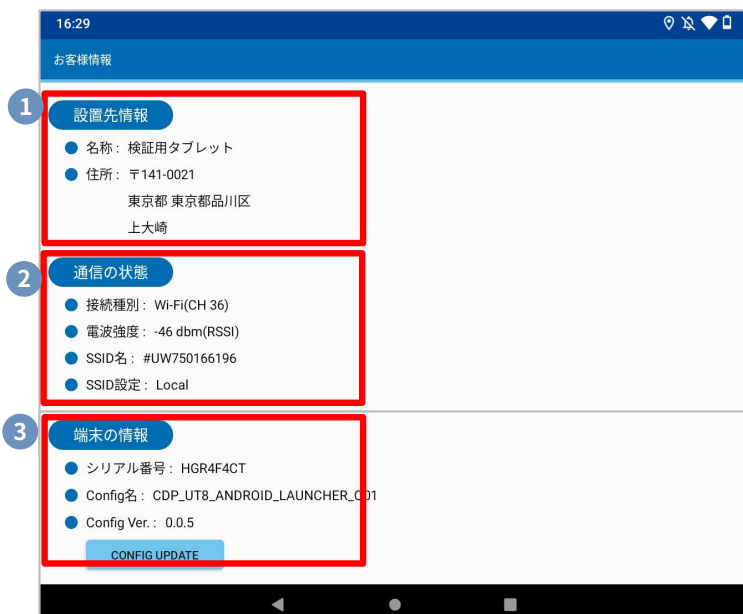 16:29
お客様情報
1
設置先情報
名称 : 検証用タブレット
住所 : 〒141-0021
東京都 東京都品川区
上大崎
2
通信の状態
接続種別 : Wi-Fi(CH 36)
電波強度 : -46 dbm(RSSI)
SSID名 : #UW750166196
SSID設定 : Local
3
端末の情報
シリアル番号 : HGR4F4CT
Config名 : CDP_UT8_ANDROID_LAUNCHER_001
Config Ver. : 0.0.5
CONFIG UPDATE